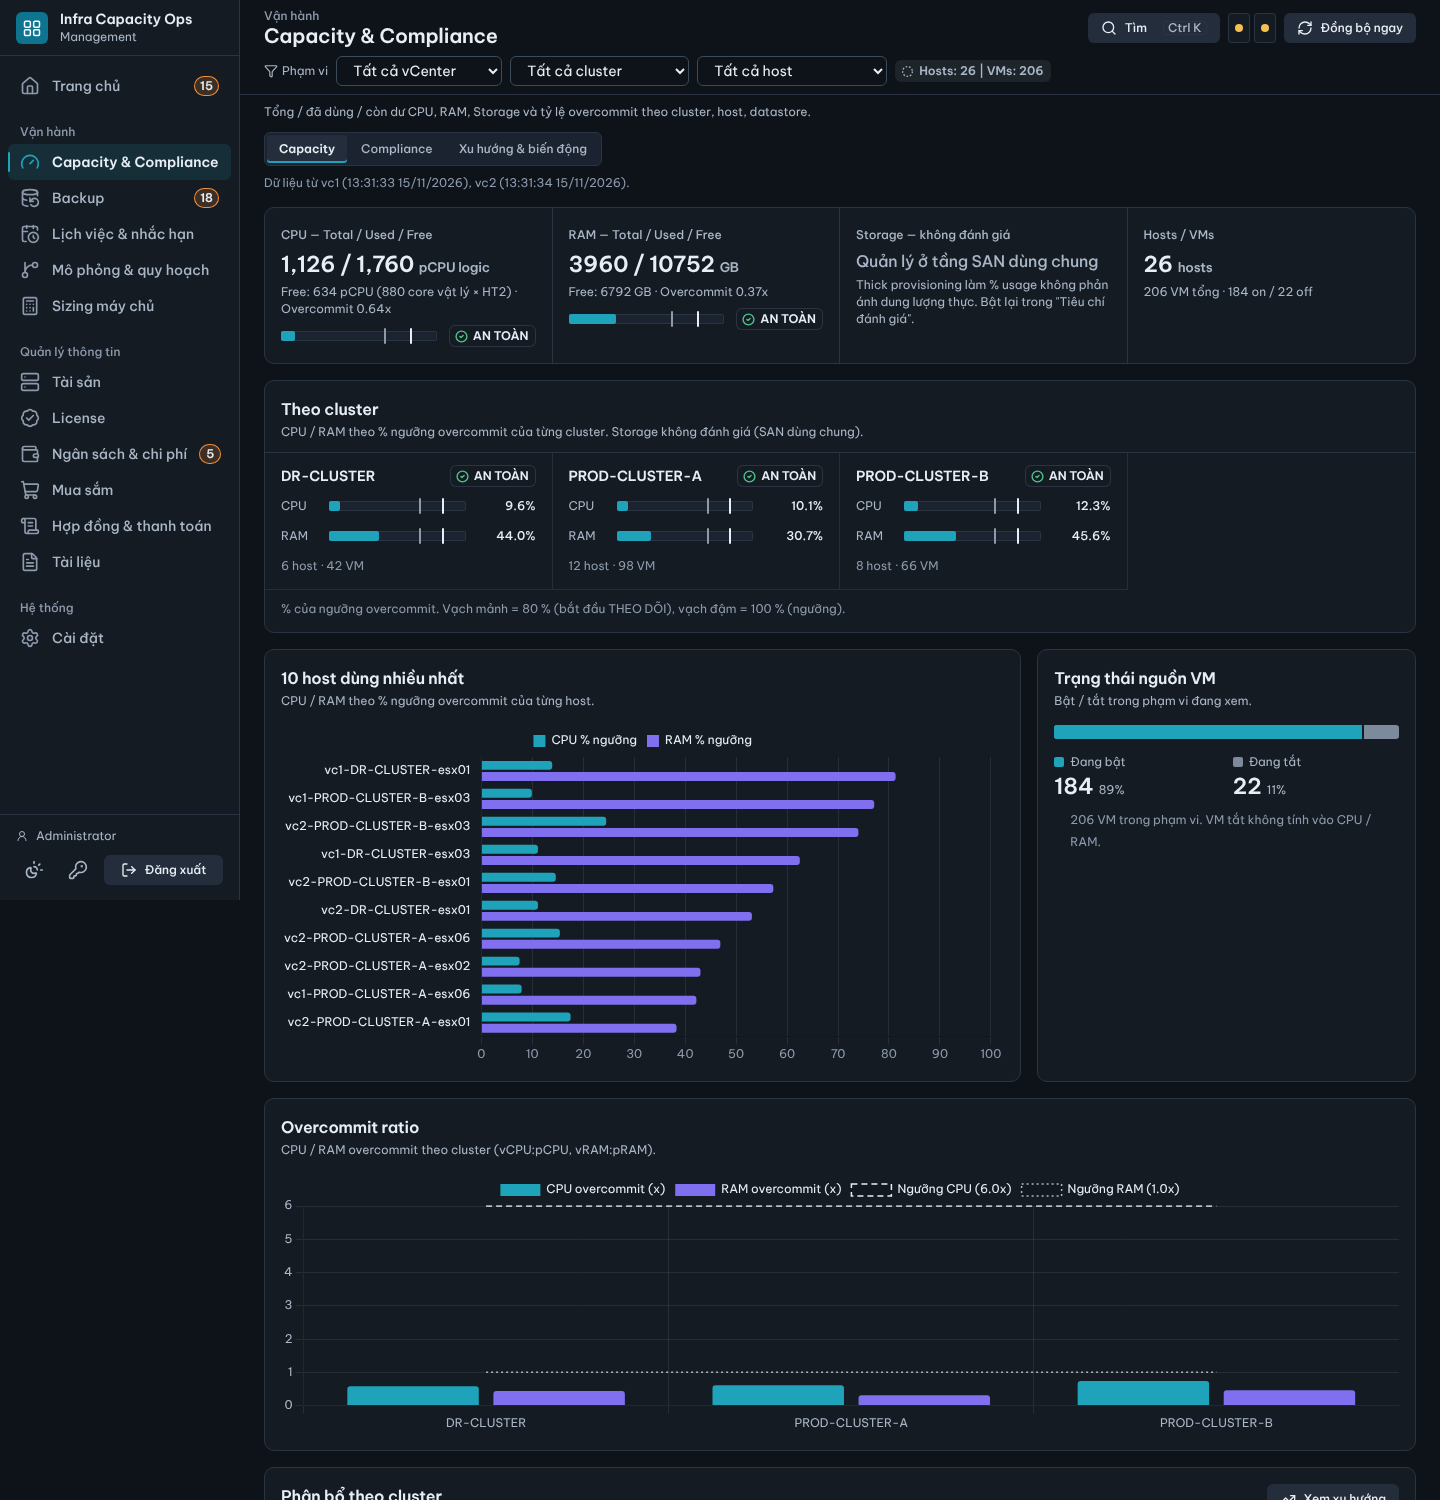 Infra Capacity Ops
Management
Trang chủ 15
Vận hành
Capacity & Compliance
Backup 18
Lịch việc & nhắc hạn
Mô phỏng & quy hoạch
Sizing máy chủ
Quản lý thông tin
Tài sản
License
Ngân sách & chi phí 5
Mua sắm
Hợp đồng & thanh toán
Tài liệu
Hệ thống
Cài đặt
Administrator
Đăng xuất
Vận hành
Capacity & Compliance
Tìm Ctrl K
Đồng bộ ngay
Phạm vi Tất cả vCenter Tất cả cluster Tất cả host Hosts: 26 | VMs: 206
Tổng / đã dùng / còn dư CPU, RAM, Storage và tỷ lệ overcommit theo cluster, host, datastore.
Capacity Compliance Xu hướng & biến động
Dữ liệu từ vc1 (13:31:33 15/11/2026), vc2 (13:31:34 15/11/2026).
CPU — Total / Used / Free
1,126 / 1,760 pCPU logic
Free: 634 pCPU (880 core vật lý × HT2) ·
Overcommit 0.64x
AN TOÀN
RAM — Total / Used / Free
3960 / 10752 GB
Free: 6792 GB · Overcommit 0.37x
AN TOÀN
Storage — không đánh giá
Quản lý ở tầng SAN dùng chung
Thick provisioning làm % usage không phản
ánh dung lượng thực. Bật lại trong "Tiêu chí
đánh giá".
Hosts / VMs
26 hosts
206 VM tổng · 184 on / 22 off
Theo cluster
CPU / RAM theo % ngưỡng overcommit của từng cluster. Storage không đánh giá (SAN dùng chung).
DR-CLUSTER AN TOÀN
CPU 9.6%
RAM 44.0%
6 host · 42 VM
PROD-CLUSTER-A AN TOÀN
CPU 10.1%
RAM 30.7%
12 host · 98 VM
PROD-CLUSTER-B AN TOÀN
CPU 12.3%
RAM 45.6%
8 host · 66 VM
% của ngưỡng overcommit. Vạch mảnh = 80 % (bắt đầu THEO DÕI), vạch đậm = 100 % (ngưỡng).
10 host dùng nhiều nhất
CPU / RAM theo % ngưỡng overcommit của từng host.
CPU % ngưỡng RAM % ngưỡng
vc1-DR-CLUSTER-esx01
vc1-PROD-CLUSTER-B-esx03
vc2-PROD-CLUSTER-B-esx03
vc1-DR-CLUSTER-esx03
vc2-PROD-CLUSTER-B-esx01
vc2-DR-CLUSTER-esx01
vc2-PROD-CLUSTER-A-esx06
vc2-PROD-CLUSTER-A-esx02
vc1-PROD-CLUSTER-A-esx06
vc2-PROD-CLUSTER-A-esx01
0 10 20 30 40 50 60 70 80 90 100
Trạng thái nguồn VM
Bật / tắt trong phạm vi đang xem.
Đang bật Đang tắt
184 89% 22 11%
206 VM trong phạm vi. VM tắt không tính vào CPU /
RAM.
Overcommit ratio
CPU / RAM overcommit theo cluster (vCPU:pCPU, vRAM:pRAM).
CPU overcommit (x) RAM overcommit (x) Ngưỡng CPU (6.0x) Ngưỡng RAM (1.0x)
6
5
4
3
2
1
0
DR-CLUSTER PROD-CLUSTER-A PROD-CLUSTER-B
Phân bổ theo cluster
Xem xu hướng